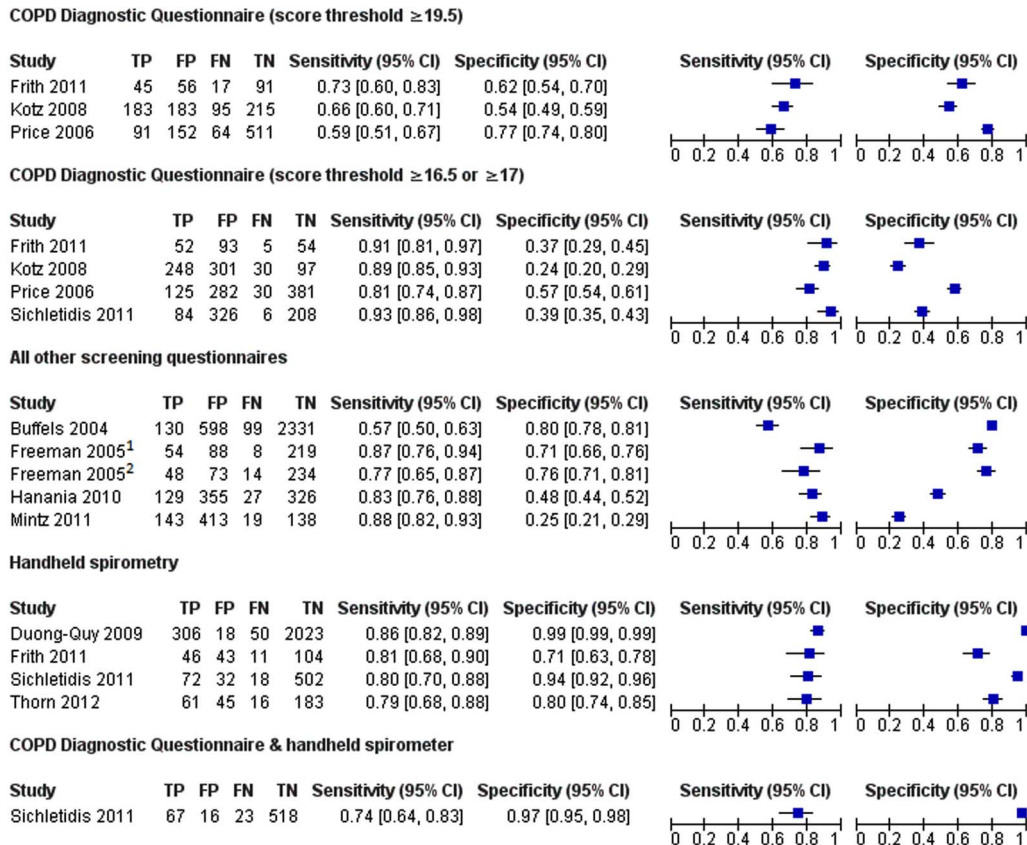 COPD Diagnostic Questionnaire (score threshold ≥19.5)
Study TP FP FN TN Sensitivity (95% CI) Specificity (95% CI) Sensitivity (95% CI) Specificity (95% CI)
Frith 2011 45 56 17 91 0.73 [0.60, 0.83] 0.62 [0.54, 0.70]
Kotz 2008 183 183 95 215 0.66 [0.60, 0.71] 0.54 [0.49, 0.59]
Price 2006 91 152 64 511 0.59 [0.51, 0.67] 0.77 [0.74, 0.80]
0 0.2 0.4 0.6 0.8 1 0 0.2 0.4 0.6 0.8 1
COPD Diagnostic Questionnaire (score threshold ≥16.5 or ≥17)
Study TP FP FN TN Sensitivity (95% CI) Specificity (95% CI) Sensitivity (95% CI) Specificity (95% CI)
Frith 2011 52 93 5 54 0.91 [0.81, 0.97] 0.37 [0.29, 0.45]
Kotz 2008 248 301 30 97 0.89 [0.85, 0.93] 0.24 [0.20, 0.29]
Price 2006 125 282 30 381 0.81 [0.74, 0.87] 0.57 [0.54, 0.61]
Sichletidis 2011 84 326 6 208 0.93 [0.86, 0.98] 0.39 [0.35, 0.43]
0 0.2 0.4 0.6 0.8 1 0 0.2 0.4 0.6 0.8 1
All other screening questionnaires
Study TP FP FN TN Sensitivity (95% CI) Specificity (95% CI) Sensitivity (95% CI) Specificity (95% CI)
Buffels 2004 130 598 99 2331 0.57 [0.50, 0.63] 0.80 [0.78, 0.81]
Freeman 2005¹ 54 88 8 219 0.87 [0.76, 0.94] 0.71 [0.66, 0.76]
Freeman 2005² 48 73 14 234 0.77 [0.65, 0.87] 0.76 [0.71, 0.81]
Hanania 2010 129 355 27 326 0.83 [0.76, 0.88] 0.48 [0.44, 0.52]
Mintz 2011 143 413 19 138 0.88 [0.82, 0.93] 0.25 [0.21, 0.29]
0 0.2 0.4 0.6 0.8 1 0 0.2 0.4 0.6 0.8 1
Handheld spirometry
Study TP FP FN TN Sensitivity (95% CI) Specificity (95% CI) Sensitivity (95% CI) Specificity (95% CI)
Duong-Quy 2009 306 18 50 2023 0.86 [0.82, 0.89] 0.99 [0.99, 0.99]
Frith 2011 46 43 11 104 0.81 [0.68, 0.90] 0.71 [0.63, 0.78]
Sichletidis 2011 72 32 18 502 0.80 [0.70, 0.88] 0.94 [0.92, 0.96]
Thorn 2012 61 45 16 183 0.79 [0.68, 0.88] 0.80 [0.74, 0.85]
0 0.2 0.4 0.6 0.8 1 0 0.2 0.4 0.6 0.8 1
COPD Diagnostic Questionnaire & handheld spirometer
Study TP FP FN TN Sensitivity (95% CI) Specificity (95% CI) Sensitivity (95% CI) Specificity (95% CI)
Sichletidis 2011 67 16 23 518 0.74 [0.64, 0.83] 0.97 [0.95, 0.98]
0 0.2 0.4 0.6 0.8 1 0 0.2 0.4 0.6 0.8 1